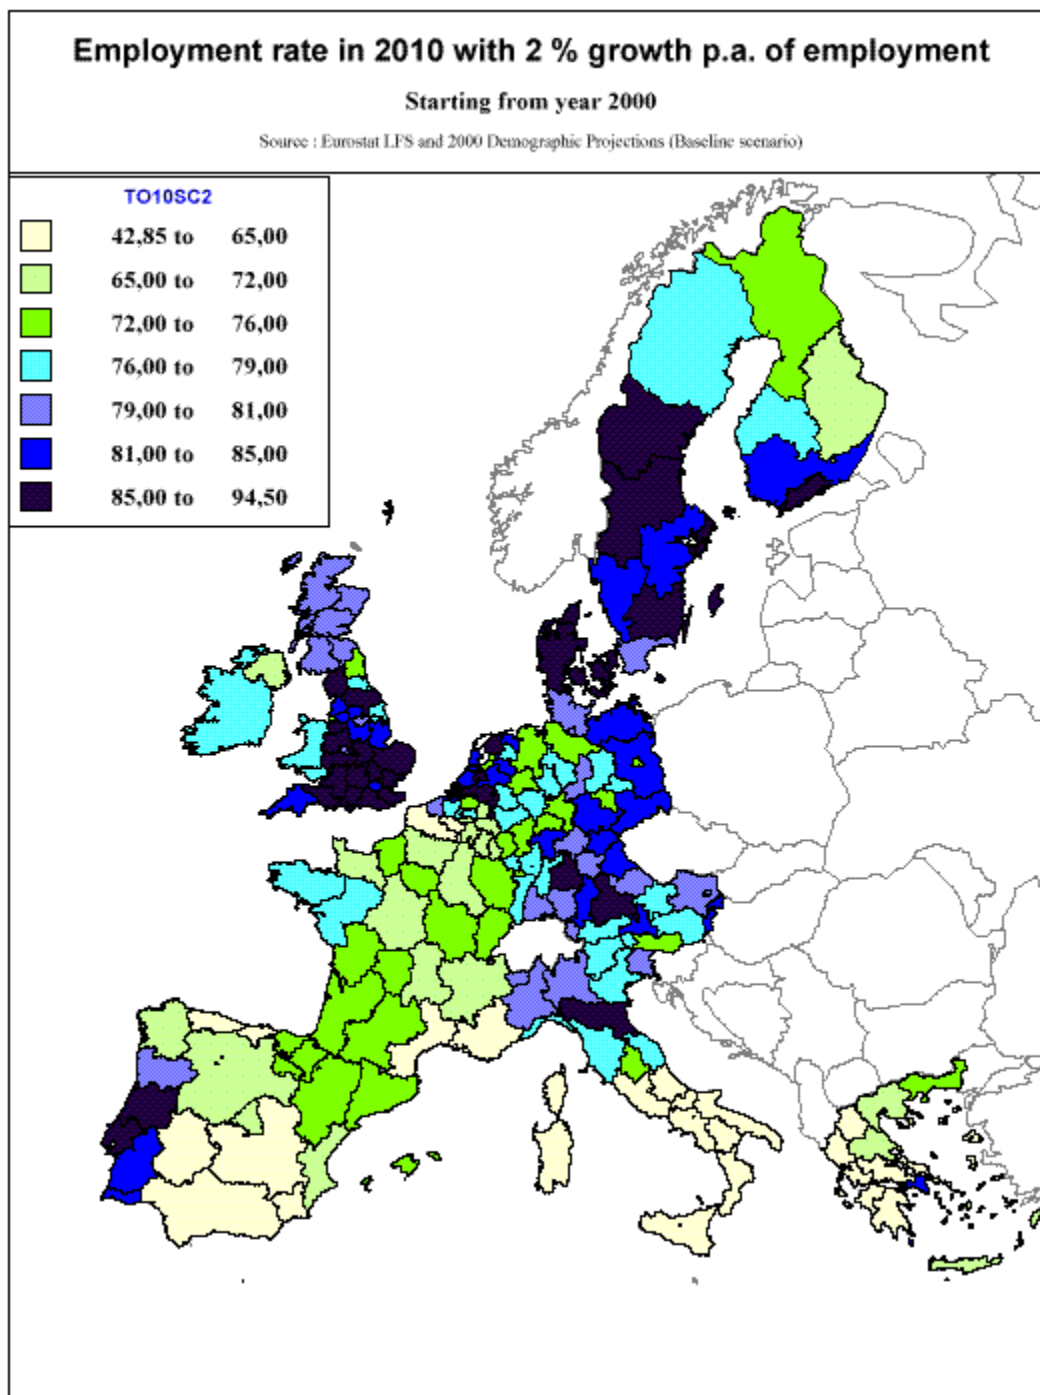 Employment rate in 2010 with 2 % growth p.a. of employment
Starting from year 2000
Source : Eurostat LFS and 2000 Demographic Projections (Baseline scenario)
TO10SC2
42,85 to 65,00
65,00 to 72,00
72,00 to 76,00
76,00 to 79,00
79,00 to 81,00
81,00 to 85,00
85,00 to 94,50